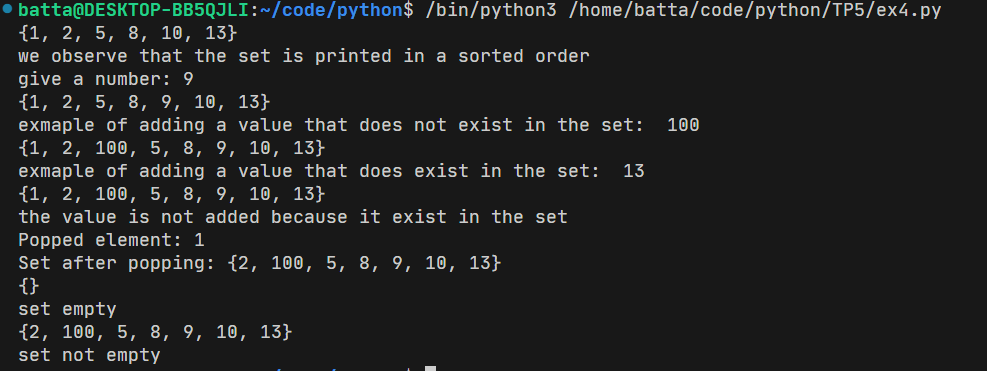 batta@DESKTOP-BB5QJLI:~/code/python$ /bin/python3 /home/batta/code/python/TP5/ex4.py
{1, 2, 5, 8, 10, 13}
we observe that the set is printed in a sorted order
give a number: 9
{1, 2, 5, 8, 9, 10, 13}
exmaple of adding a value that does not exist in the set:  100
{1, 2, 100, 5, 8, 9, 10, 13}
exmaple of adding a value that does exist in the set:  13
{1, 2, 100, 5, 8, 9, 10, 13}
the value is not added because it exist in the set
Popped element: 1
Set after popping: {2, 100, 5, 8, 9, 10, 13}
{}
set empty
{2, 100, 5, 8, 9, 10, 13}
set not empty